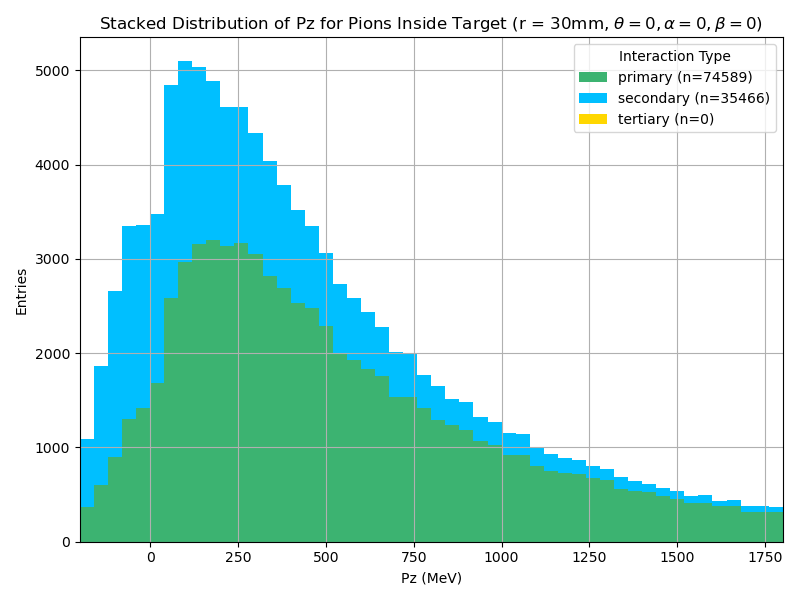 Stacked Distribution of Pz for Pions Inside Target (r = 30mm, θ = 0, α = 0, β = 0)
Interaction Type
primary (n=74589)
secondary (n=35466)
tertiary (n=0)
Entries
5000
4000
3000
2000
1000
0
0 250 500 750 1000 1250 1500 1750
Pz (MeV)